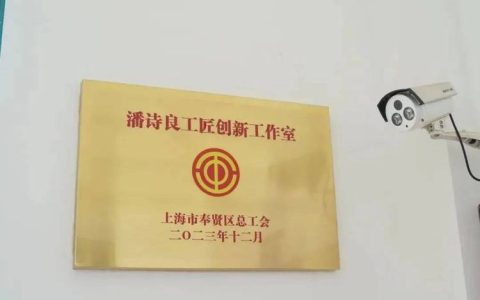 潘诗良工匠创新工作室
上海市奉贤区总工会
二〇二三年十二月